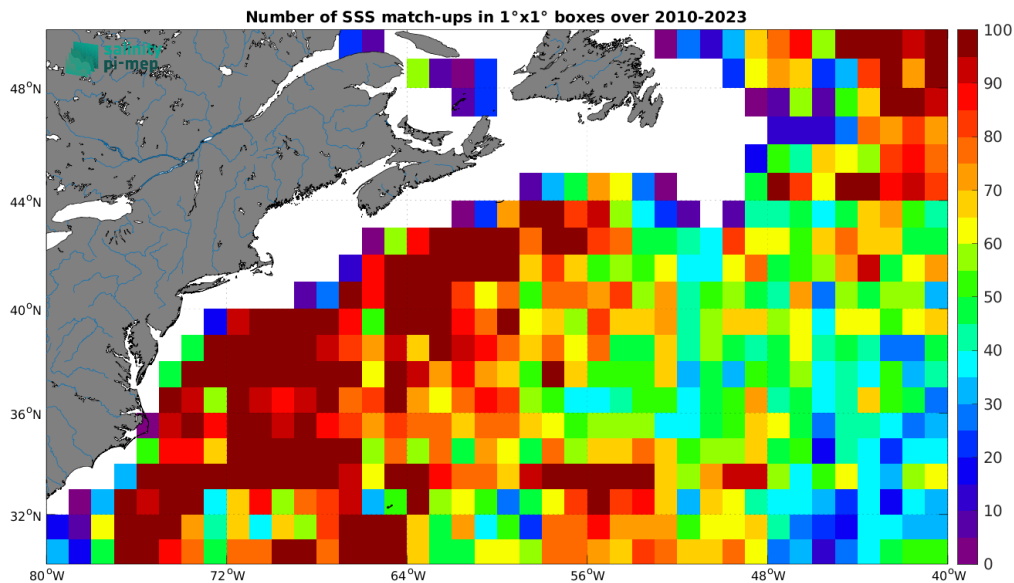 Number of SSS match-ups in 1°x1° boxes over 2010-2023
salinity
pi-mep
48°N
44°N
40°N
36°N
32°N
80°W 72°W 64°W 56°W 48°W 40°W
100
90
80
70
60
50
40
30
20
10
0